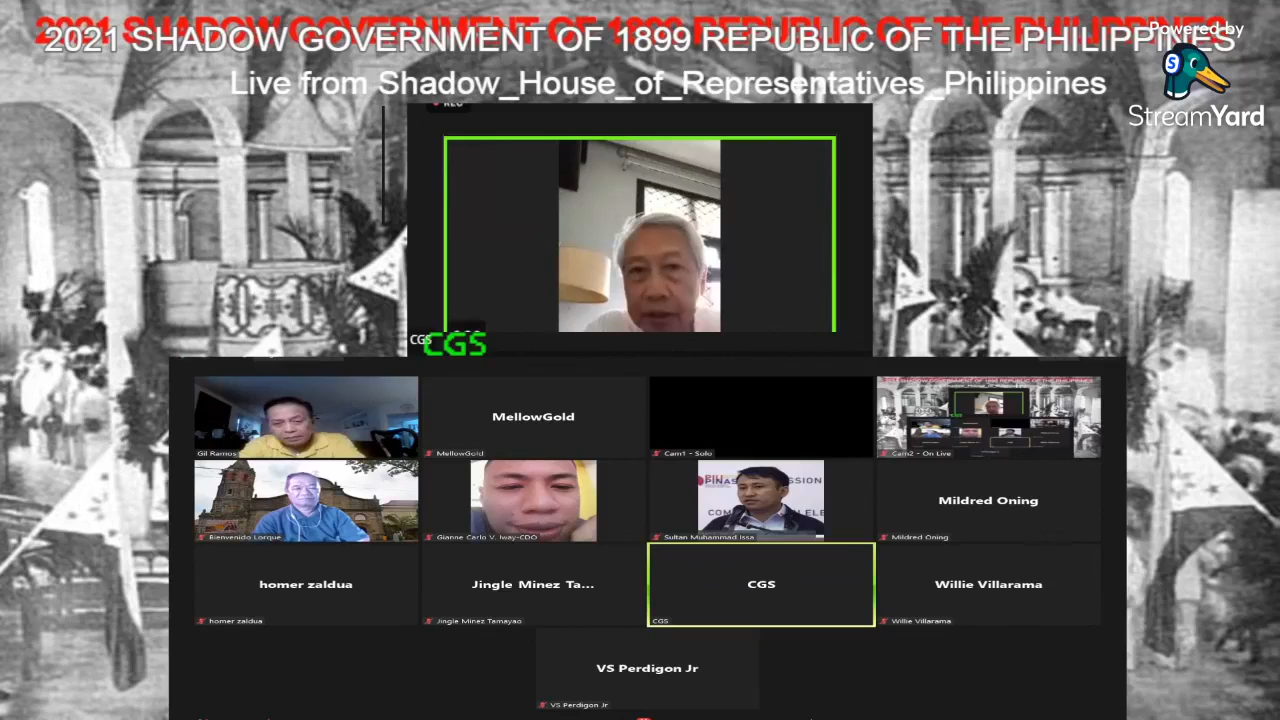 2021 SHADOW GOVERNMENT OF 1899 REPUBLIC OF THE PHILIPPINES
Powered by
StreamYard
Live from Shadow_House_of_Representatives_Philippines
REC
CGS
CGS
Gil Ramos
MellowGold
MellowGold
Cam1 - Solo
Cam2 - On Live
Bienvenido Lorque
Gianne Carlo V. Iway-CDO
Sultan Muhammad Issa
Mildred Oning
Mildred Oning
homer zaldua
homer zaldua
Jingle Minez Ta...
Jingle Minez Tamayao
CGS
CGS
Willie Villarama
Willie Villarama
VS Perdigon Jr
VS Perdigon Jr